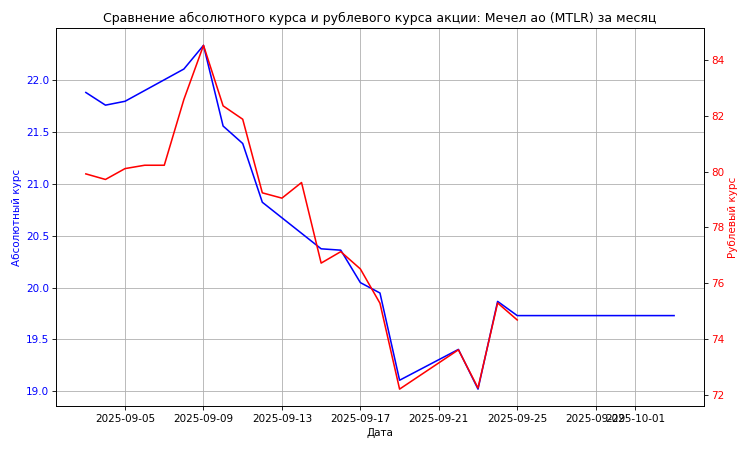 Сравнение абсолютного курса и рублевого курса акции: Мечел ао (MTLR) за месяц
Абсолютный курс
22.0
21.5
21.0
20.5
20.0
19.5
19.0
84
82
80
78
76
74
72
Рублевый курс
2025-09-05 2025-09-09 2025-09-13 2025-09-17 2025-09-21 2025-09-25 2025-09-29 2025-10-01
Дата